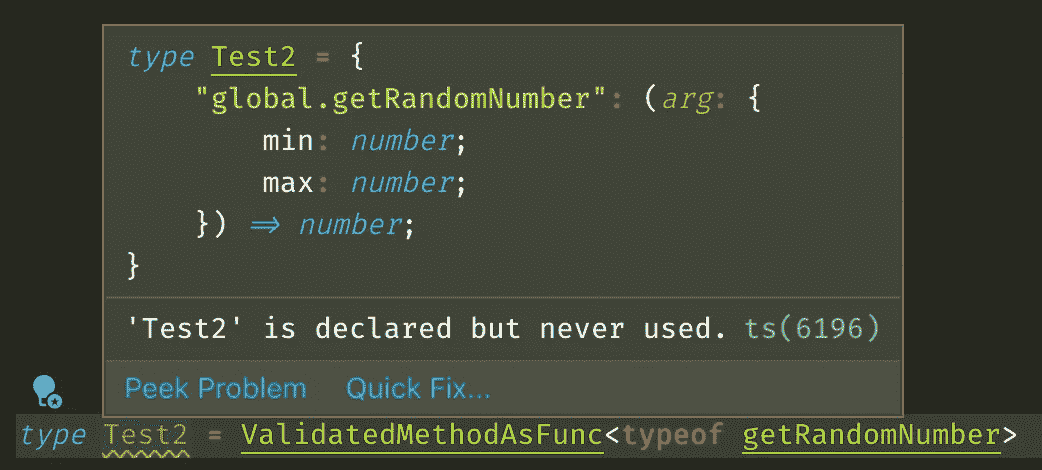 type Test2 = {
    "global.getRandomNumber": (arg: {
        min: number;
        max: number;
    }) => number;
}
'Test2' is declared but never used. ts(6196)
Peek Problem Quick Fix...
type Test2 = ValidatedMethodAsFunc<typeof getRandomNumber>